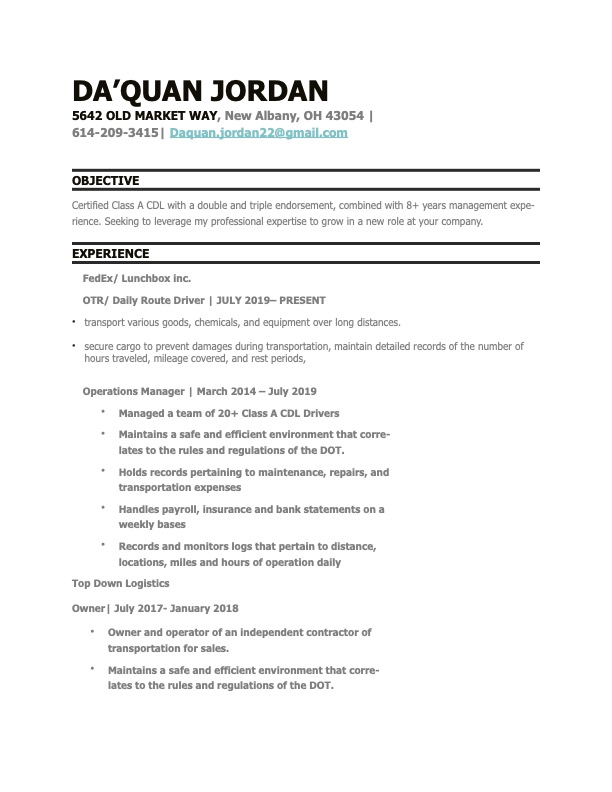 DA’QUAN JORDAN
5642 OLD MARKET WAY, New Albany, OH 43054 |
614-209-3415| Daquan.jordan22@gmail.com
OBJECTIVE
Certified Class A CDL with a double and triple endorsement, combined with 8+ years management expe-
rience. Seeking to leverage my professional expertise to grow in a new role at your company.
EXPERIENCE
FedEx/ Lunchbox inc.
OTR/ Daily Route Driver | JULY 2019– PRESENT
• transport various goods, chemicals, and equipment over long distances.
• secure cargo to prevent damages during transportation, maintain detailed records of the number of
hours traveled, mileage covered, and rest periods,
Operations Manager | March 2014 – July 2019
• Managed a team of 20+ Class A CDL Drivers
• Maintains a safe and efficient environment that corre-
lates to the rules and regulations of the DOT.
• Holds records pertaining to maintenance, repairs, and
transportation expenses
• Handles payroll, insurance and bank statements on a
weekly bases
• Records and monitors logs that pertain to distance,
locations, miles and hours of operation daily
Top Down Logistics
Owner| July 2017- January 2018
• Owner and operator of an independent contractor of
transportation for sales.
• Maintains a safe and efficient environment that corre-
lates to the rules and regulations of the DOT.